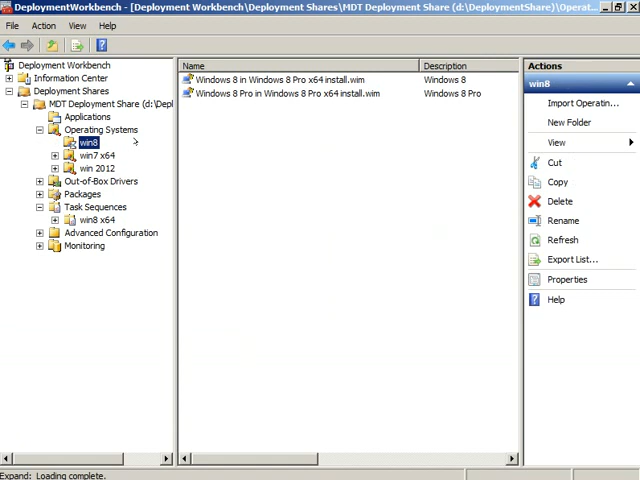 DeploymentWorkbench - [Deployment Workbench\Deployment Shares\MDT Deployment Share (d:\DeploymentShare)\Operat...
File Action View Help
Deployment Workbench
Information Center
Deployment Shares
MDT Deployment Share (d:\Depl
Applications
Operating Systems
win8
win7 x64
win 2012
Out-of-Box Drivers
Packages
Task Sequences
win8 x64
Advanced Configuration
Monitoring
Name Description
Windows 8 in Windows 8 Pro x64 install.wim Windows 8
Windows 8 Pro in Windows 8 Pro x64 install.wim Windows 8 Pro
Actions
win8
Import Operatin...
New Folder
View
Cut
Copy
Delete
Rename
Refresh
Export List...
Properties
Help
Expand: Loading complete.